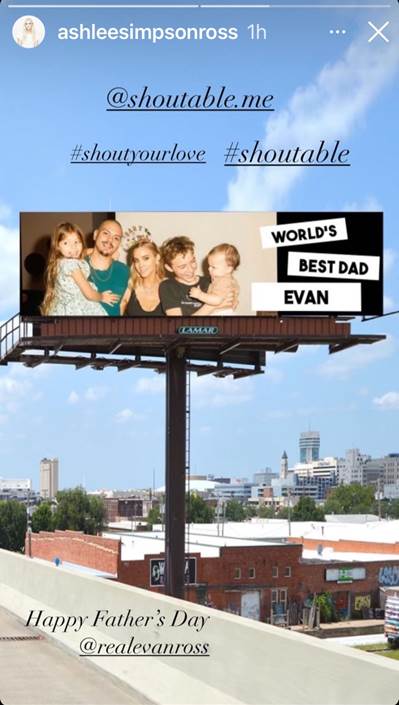 ashleesimpsonross 1h
@shoutable.me
#shoutyourlove #shoutable
WORLD'S
BEST DAD
EVAN
LAMAR
Happy Father's Day
@realevanross